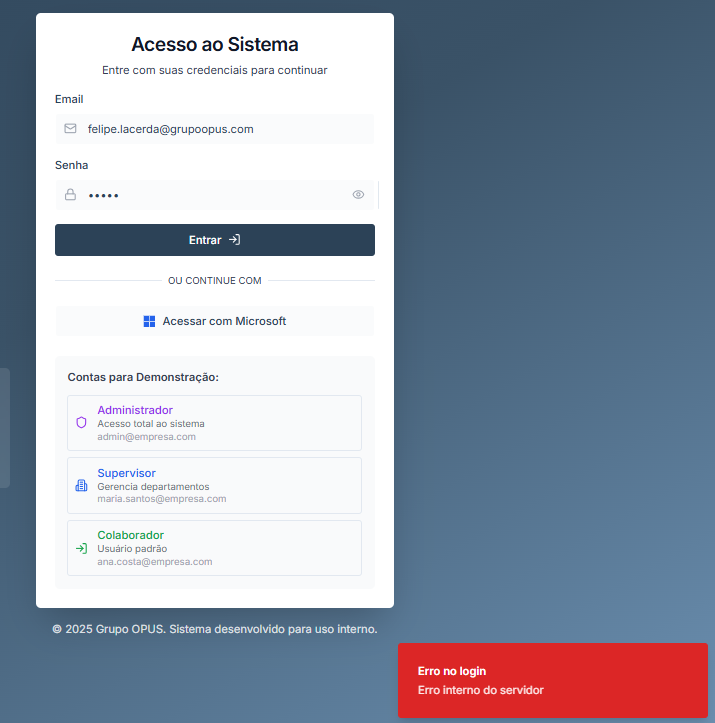 Acesso ao Sistema
Entre com suas credenciais para continuar
Email
felipe.lacerda@grupoopus.com
Senha
•••••
Entrar
OU CONTINUE COM
Acessar com Microsoft
Contas para Demonstração:
Administrador
Acesso total ao sistema
admin@empresa.com
Supervisor
Gerencia departamentos
maria.santos@empresa.com
Colaborador
Usuário padrão
ana.costa@empresa.com
© 2025 Grupo OPUS. Sistema desenvolvido para uso interno.
Erro no login
Erro interno do servidor